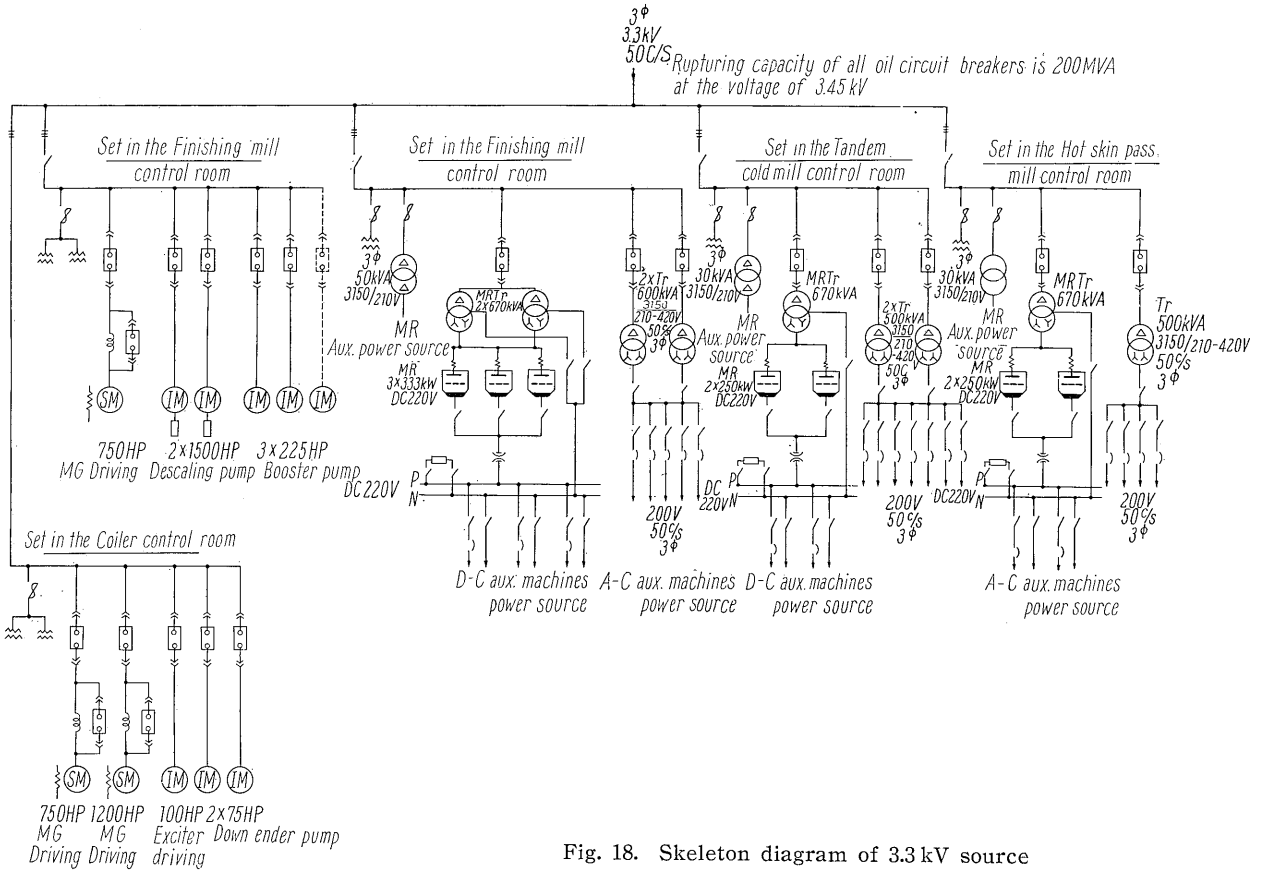 3φ
3.3kV
50C/S
Rupturing capacity of all oil circuit breakers is 200MVA
at the voltage of 3.45kV
Set in the Finishing mill
control room
SM
IM
IM
IM
IM
IM
750HP
MG Driving
2×1500HP
Descaling pump
3×225HP
Booster pump
Set in the Finishing mill
control room
3φ
50kVA
3150/210V
MR
Aux. power source
MRTr
2×670kVA
MR
3×333kW
DC220V
DC220V
P
N
D-C aux. machines
power source
2×Tr
600kVA
3150
210-420V
50c/s
3φ
200V
50c/s
3φ
A-C aux. machines
power source
Set in the Tandem
cold mill control room
3φ
30kVA
3150/210V
MR
Aux. power
source
MRTr
670kVA
MR
2×250kW
DC220V
DC
220V
P
N
D-C aux. machines
power source
2×Tr
500kVA
3150
210
-420V
50C
3φ
200V
50c/s
3φ
Set in the Hot skin pass
mill control room
3φ
30kVA
3150/210V
MR
Aux. power
source
MRTr
670kVA
MR
2×250kW
DC220V
DC220V
P
N
A-C aux. machines
power source
Tr
500kVA
3150/210-420V
50c/s
3φ
200V
50c/s
3φ
Set in the Coiler control room
SM
SM
IM
IM
IM
750HP
MG
Driving
1200HP
MG
Driving
100HP
Exciter
driving
2×75HP
Down ender pump
Fig. 18. Skeleton diagram of 3.3 kV source